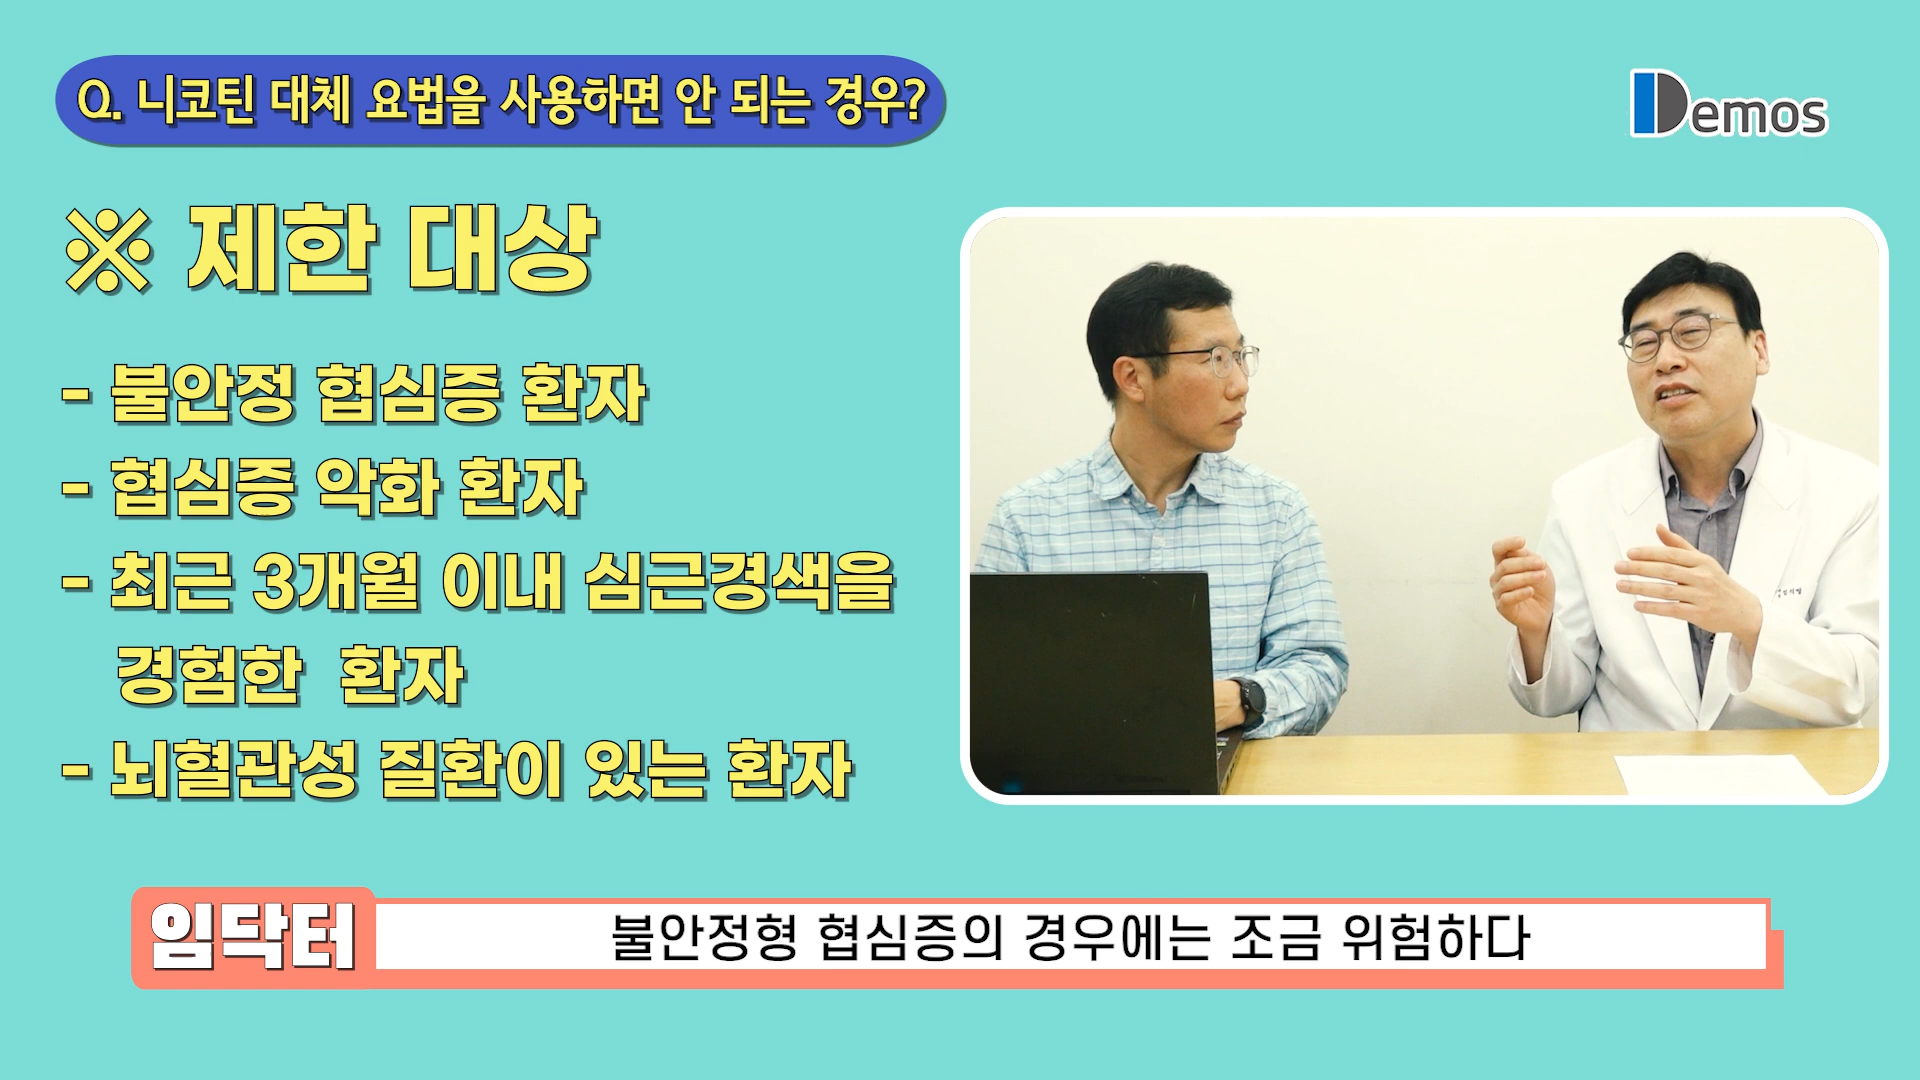 Q. 니코틴 대체 요법을 사용하면 안 되는 경우?
Demos
※ 제한 대상
- 불안정 협심증 환자
- 협심증 악화 환자
- 최근 3개월 이내 심근경색을
경험한 환자
- 뇌혈관성 질환이 있는 환자
임닥터
불안정형 협심증의 경우에는 조금 위험하다